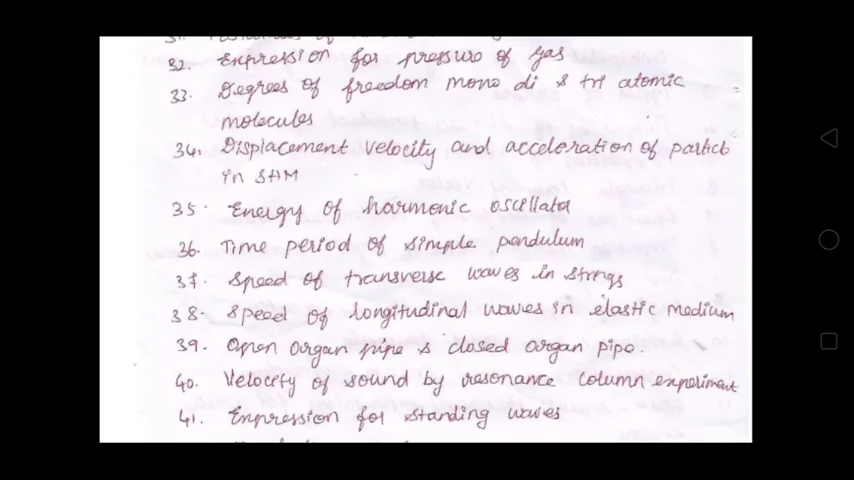 32. Expression for pressure of gas
33. Degrees of freedom mono di & tri atomic
molecules
34. Displacement velocity and acceleration of particle
in SHM
35. Energy of harmonic oscillator
36. Time period of simple pendulum
37. Speed of transverse waves in strings
38. Speed of longitudinal waves in elastic medium
39. Open organ pipe & closed organ pipe.
40. Velocity of sound by resonance column experiment
41. Expression for standing waves